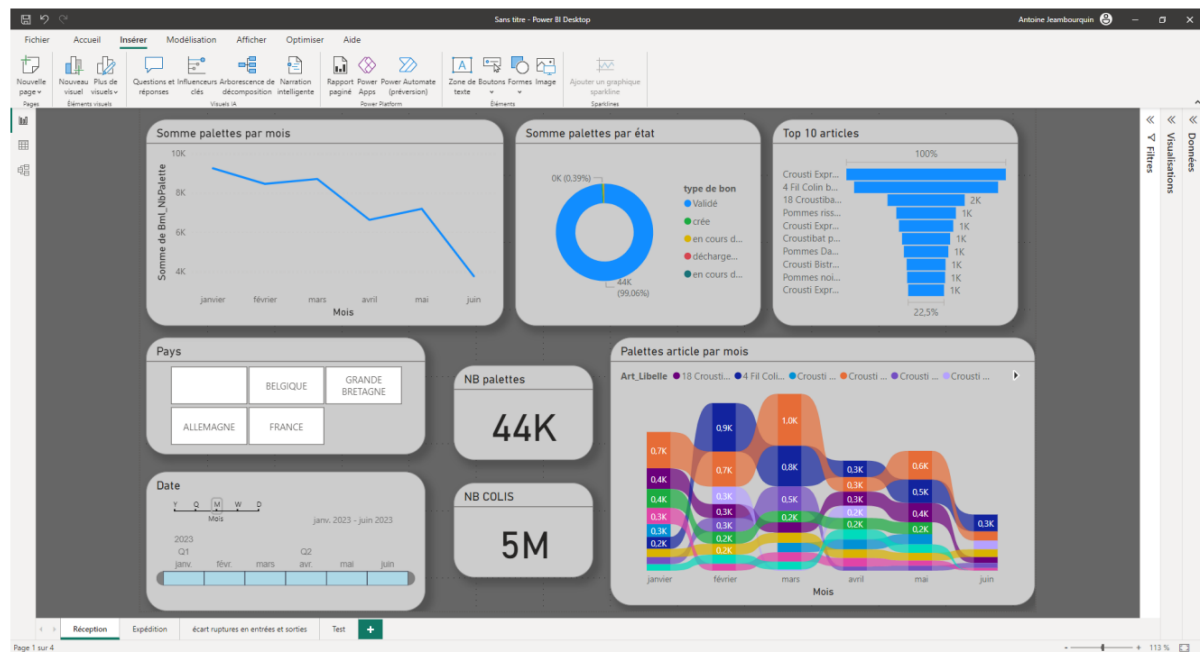 Sans titre - Power BI Desktop
Antoine Jeambourquin
Fichier Accueil Insérer Modélisation Afficher Optimiser Aide
Nouvelle page
Nouveau visuel
Plus de visuels
Questions et réponses
Influenceurs clés
Arborescence de décomposition
Narration intelligente
Rapport paginé
Power Apps
Power Automate (préversion)
Zone de texte
Boutons
Formes
Image
Ajouter un graphique sparkline
Pages
Éléments visuels
Visuels IA
Power Platform
Éléments
Sparklines
Somme palettes par mois
Somme de Bml_NbPalette
10K
8K
6K
4K
janvier février mars avril mai juin
Mois
Somme palettes par état
0K (0,39%)
44K
(99,06%)
type de bon
Validé
crée
en cours d...
décharge...
en cours d...
Top 10 articles
100%
Crousti Expr...
4 Fil Colin b...
18 Croustiba... 2K
Pommes riss... 1K
Crousti Expr... 1K
Croustibat p... 1K
Pommes Da... 1K
Crousti Bistr... 1K
Pommes noi... 1K
Crousti Expr... 1K
22,5%
Filtres
Visualisations
Données
Pays
BELGIQUE
GRANDE BRETAGNE
ALLEMAGNE
FRANCE
NB palettes
44K
NB COLIS
5M
Date
Y Q M W D
Mois
janv. 2023 - juin 2023
2023
Q1 Q2
janv. févr. mars avr. mai juin
Palettes article par mois
Art_Libelle 18 Crousti... 4 Fil Coli... Crousti ... Crousti ... Crousti ... Crousti ...
0,7K
0,4K
0,4K
0,3K
0,3K
0,2K
0,9K
0,7K
0,3K
0,3K
0,3K
0,2K
0,2K
1,0K
0,8K
0,5K
0,2K
0,3K
0,3K
0,3K
0,2K
0,2K
0,6K
0,5K
0,4K
0,2K
0,3K
janvier février mars avril mai juin
Mois
Réception Expédition écart ruptures en entrées et sorties Test +
Page 1 sur 4
- + 113 %